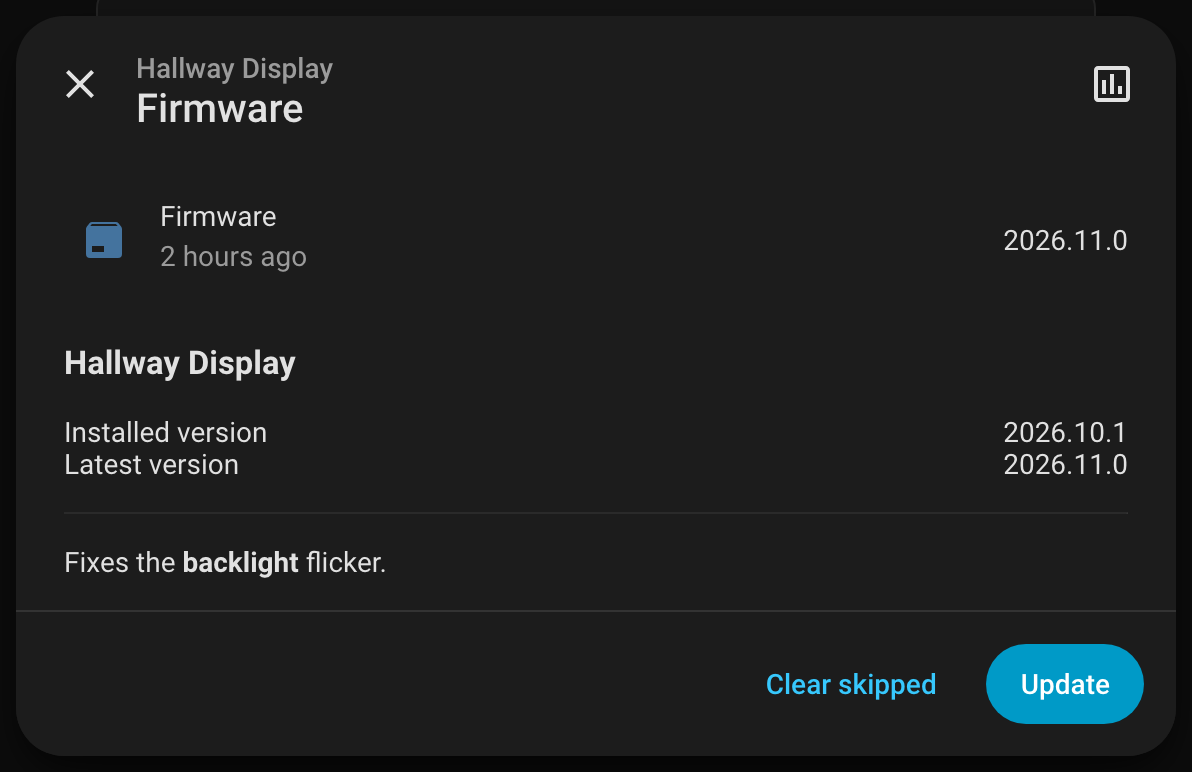 Hallway Display
Firmware
Firmware
2 hours ago
2026.11.0
Hallway Display
Installed version 2026.10.1
Latest version 2026.11.0
Fixes the backlight flicker.
Clear skipped Update